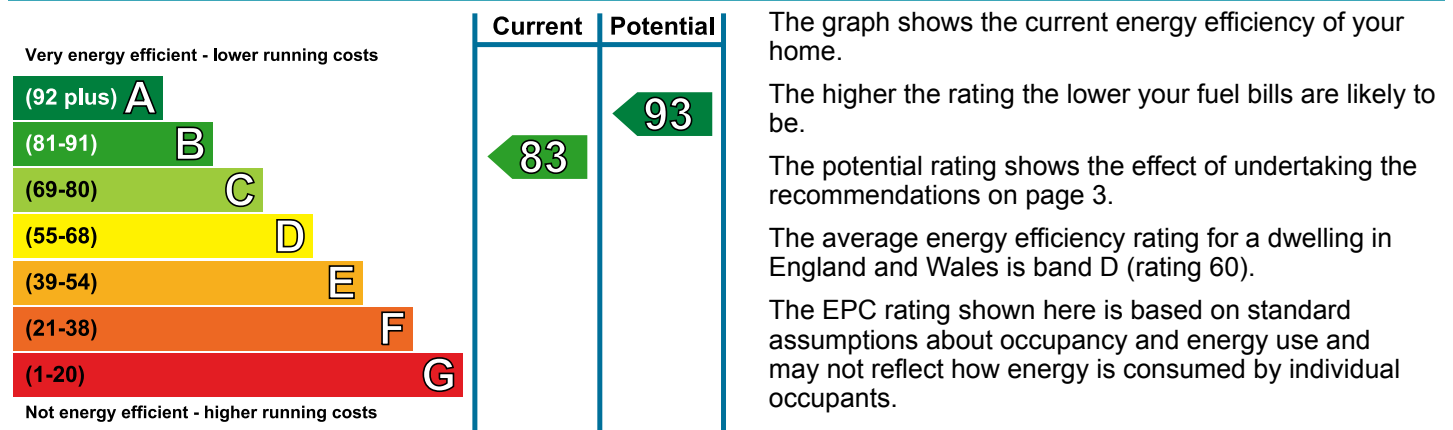 Current Potential
Very energy efficient - lower running costs
(92 plus) A
(81-91) B
(69-80) C
(55-68) D
(39-54) E
(21-38) F
(1-20) G
Not energy efficient - higher running costs
83
93
The graph shows the current energy efficiency of your
home.
The higher the rating the lower your fuel bills are likely to
be.
The potential rating shows the effect of undertaking the
recommendations on page 3.
The average energy efficiency rating for a dwelling in
England and Wales is band D (rating 60).
The EPC rating shown here is based on standard
assumptions about occupancy and energy use and
may not reflect how energy is consumed by individual
occupants.